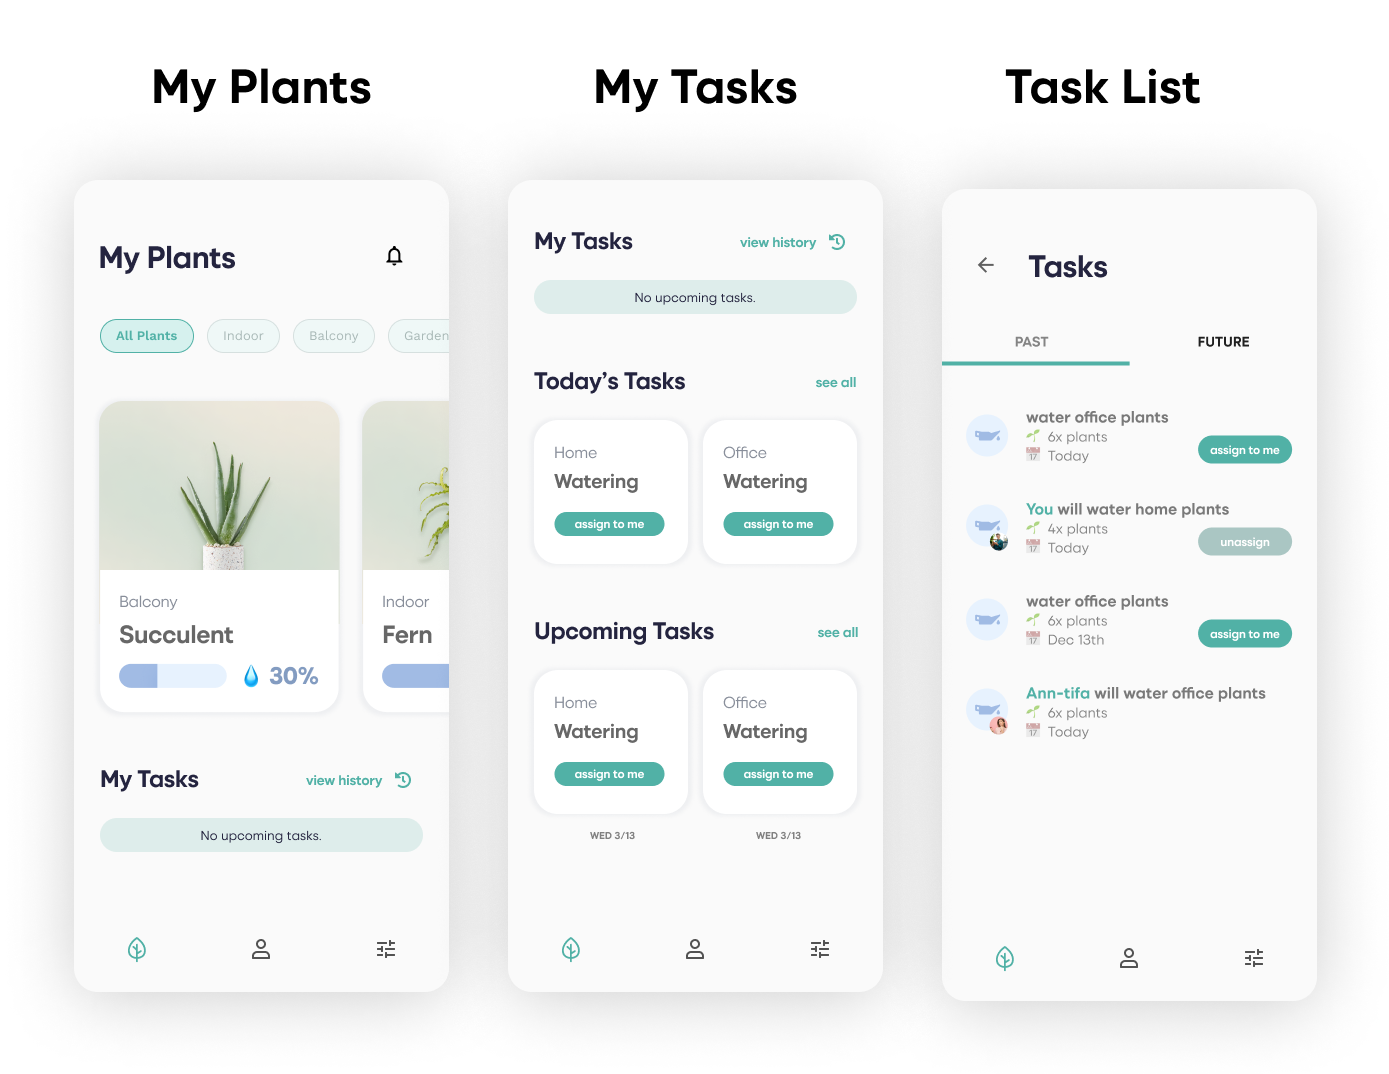 My Plants
My Tasks
Task List
My Plants
All Plants
Indoor
Balcony
Garden
Balcony
Succulent
30%
Indoor
Fern
My Tasks
view history
No upcoming tasks.
My Tasks
view history
No upcoming tasks.
Today's Tasks
see all
Home
Watering
assign to me
Office
Watering
assign to me
Upcoming Tasks
see all
Home
Watering
assign to me
Office
Watering
assign to me
WED 3/13
WED 3/13
Tasks
PAST
FUTURE
water office plants
6x plants
17 Today
assign to me
You will water home plants
4x plants
17 Today
unassign
water office plants
6x plants
17 Dec 13th
assign to me
Ann-tifa will water office plants
6x plants
17 Today